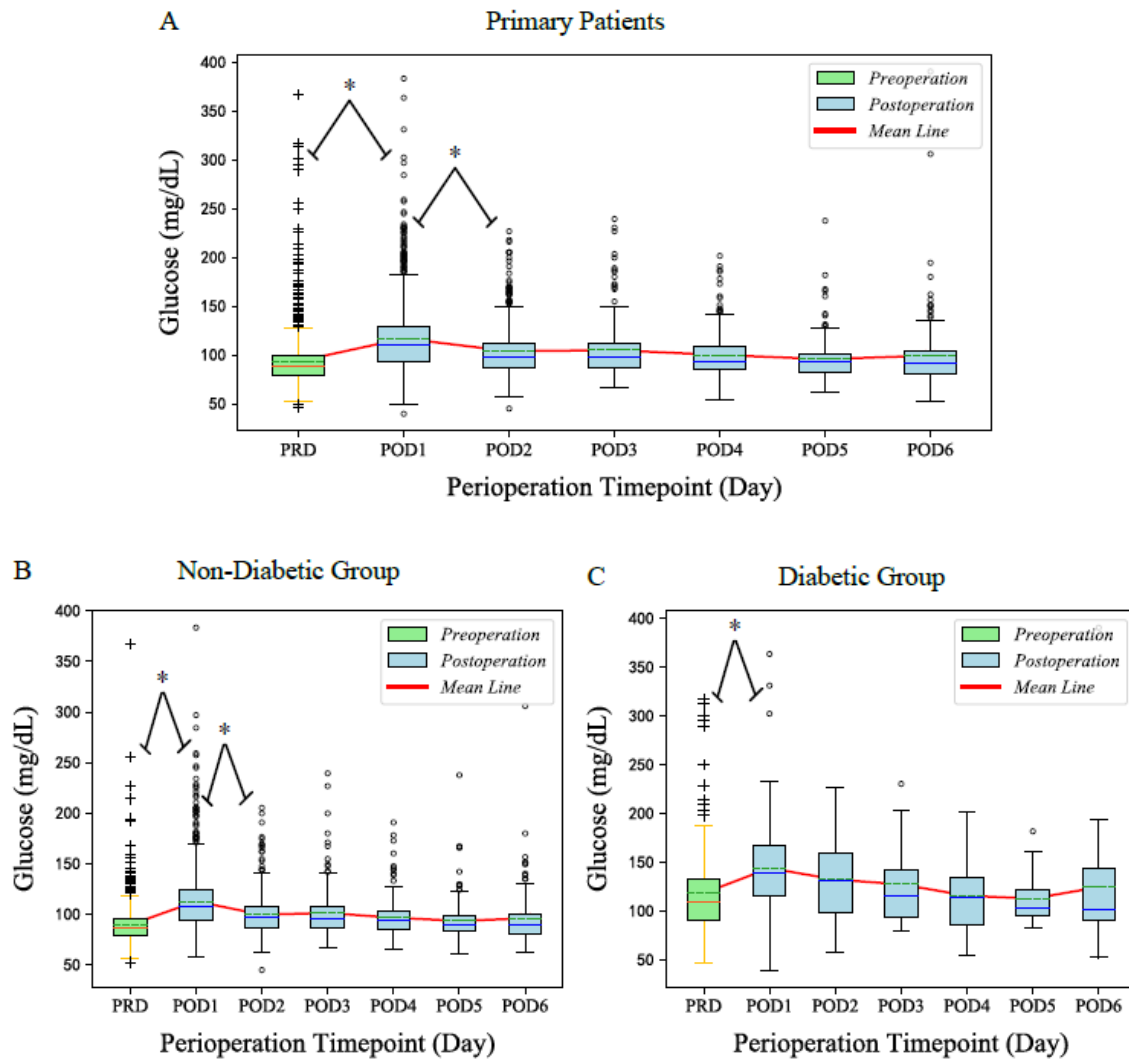 A
Primary Patients
400
350
300
250
200
150
100
50
Glucose (mg/dL)
*
*
Preoperation
Postoperation
Mean Line
PRD POD1 POD2 POD3 POD4 POD5 POD6
Perioperation Timepoint (Day)
B
Non-Diabetic Group
400
350
300
250
200
150
100
50
Glucose (mg/dL)
*
*
Preoperation
Postoperation
Mean Line
PRD POD1 POD2 POD3 POD4 POD5 POD6
Perioperation Timepoint (Day)
C
Diabetic Group
400
350
300
250
200
150
100
50
Glucose (mg/dL)
*
Preoperation
Postoperation
Mean Line
PRD POD1 POD2 POD3 POD4 POD5 POD6
Perioperation Timepoint (Day)